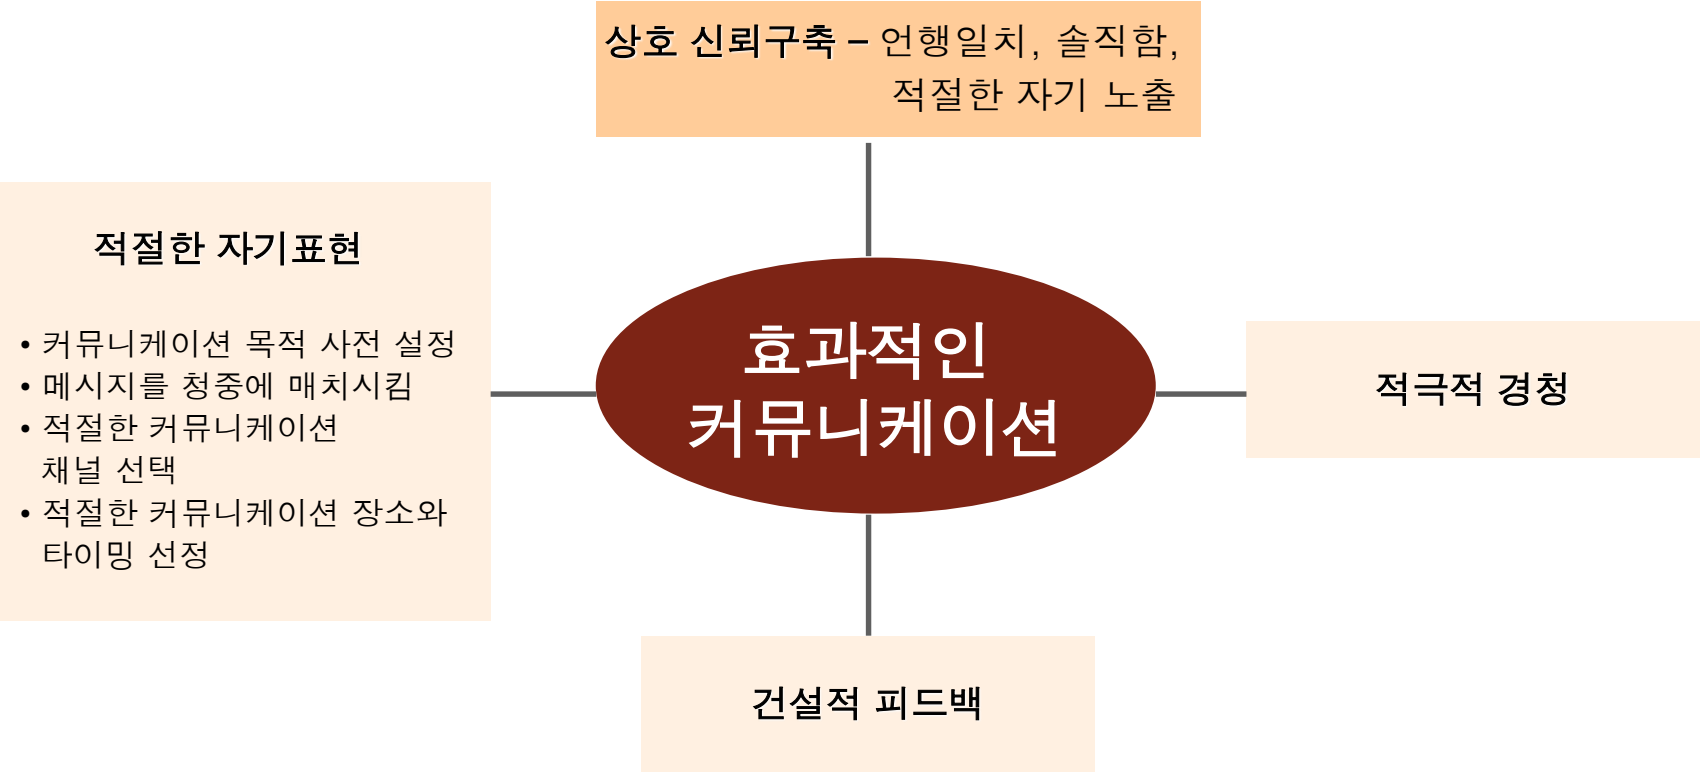 상호 신뢰구축 – 언행일치, 솔직함,
적절한 자기 노출
적절한 자기표현
• 커뮤니케이션 목적 사전 설정
• 메시지를 청중에 매치시킴
• 적절한 커뮤니케이션
채널 선택
• 적절한 커뮤니케이션 장소와
타이밍 선정
효과적인
커뮤니케이션
적극적 경청
건설적 피드백